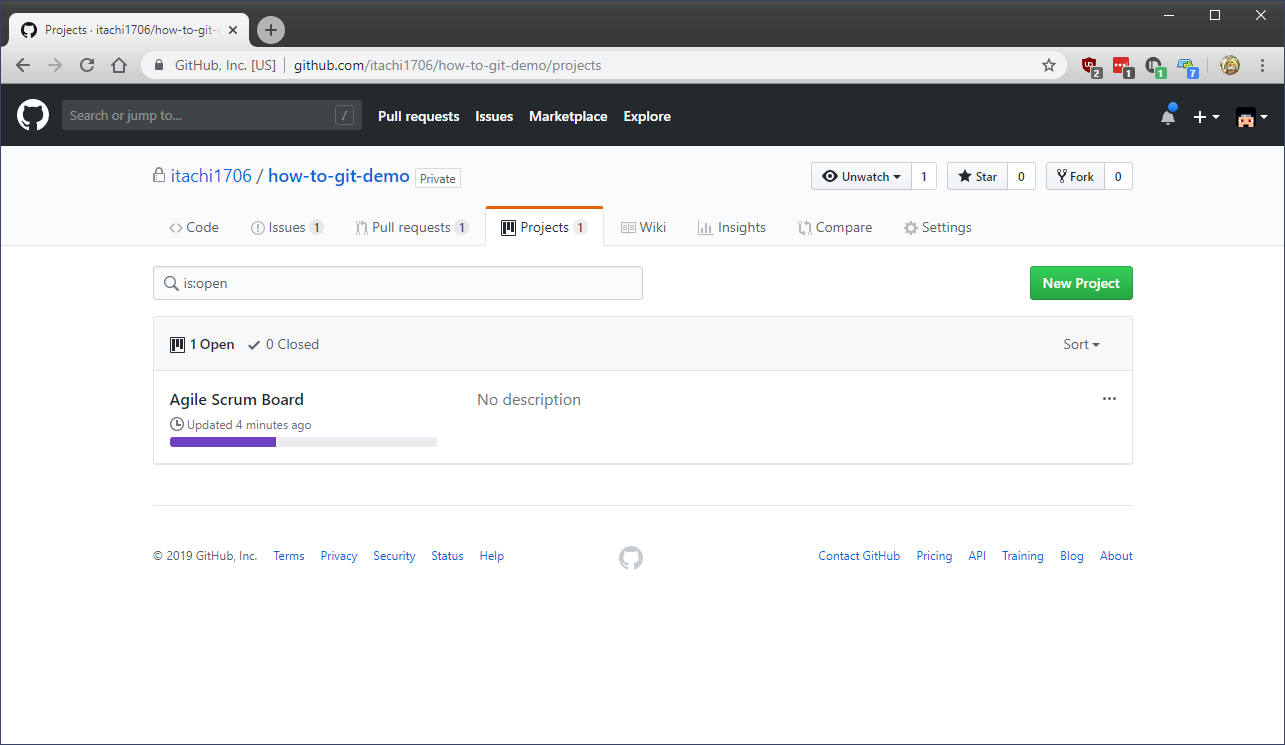 Projects · itachi1706/how-to-git-
GitHub, Inc. [US] | github.com/itachi1706/how-to-git-demo/projects
2 1 1 7
Search or jump to... / Pull requests Issues Marketplace Explore
itachi1706 / how-to-git-demo Private Unwatch 1 Star 0 Fork 0
Code Issues 1 Pull requests 1 Projects 1 Wiki Insights Compare Settings
is:open New Project
1 Open 0 Closed Sort
Agile Scrum Board No description
Updated 4 minutes ago
© 2019 GitHub, Inc. Terms Privacy Security Status Help Contact GitHub Pricing API Training Blog About